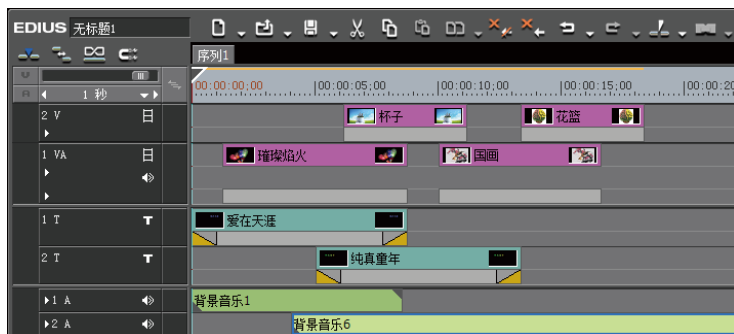 EDIUS 无标题1
序列1
1 秒
00:00:00;00 00:00:05;00 00:00:10;00 00:00:15;00 00:00:20
2 V 杯子 花篮
1 VA 璀璨焰火 国画
1 T T 爱在天涯
2 T T 纯真童年
1 A 背景音乐1
2 A 背景音乐6